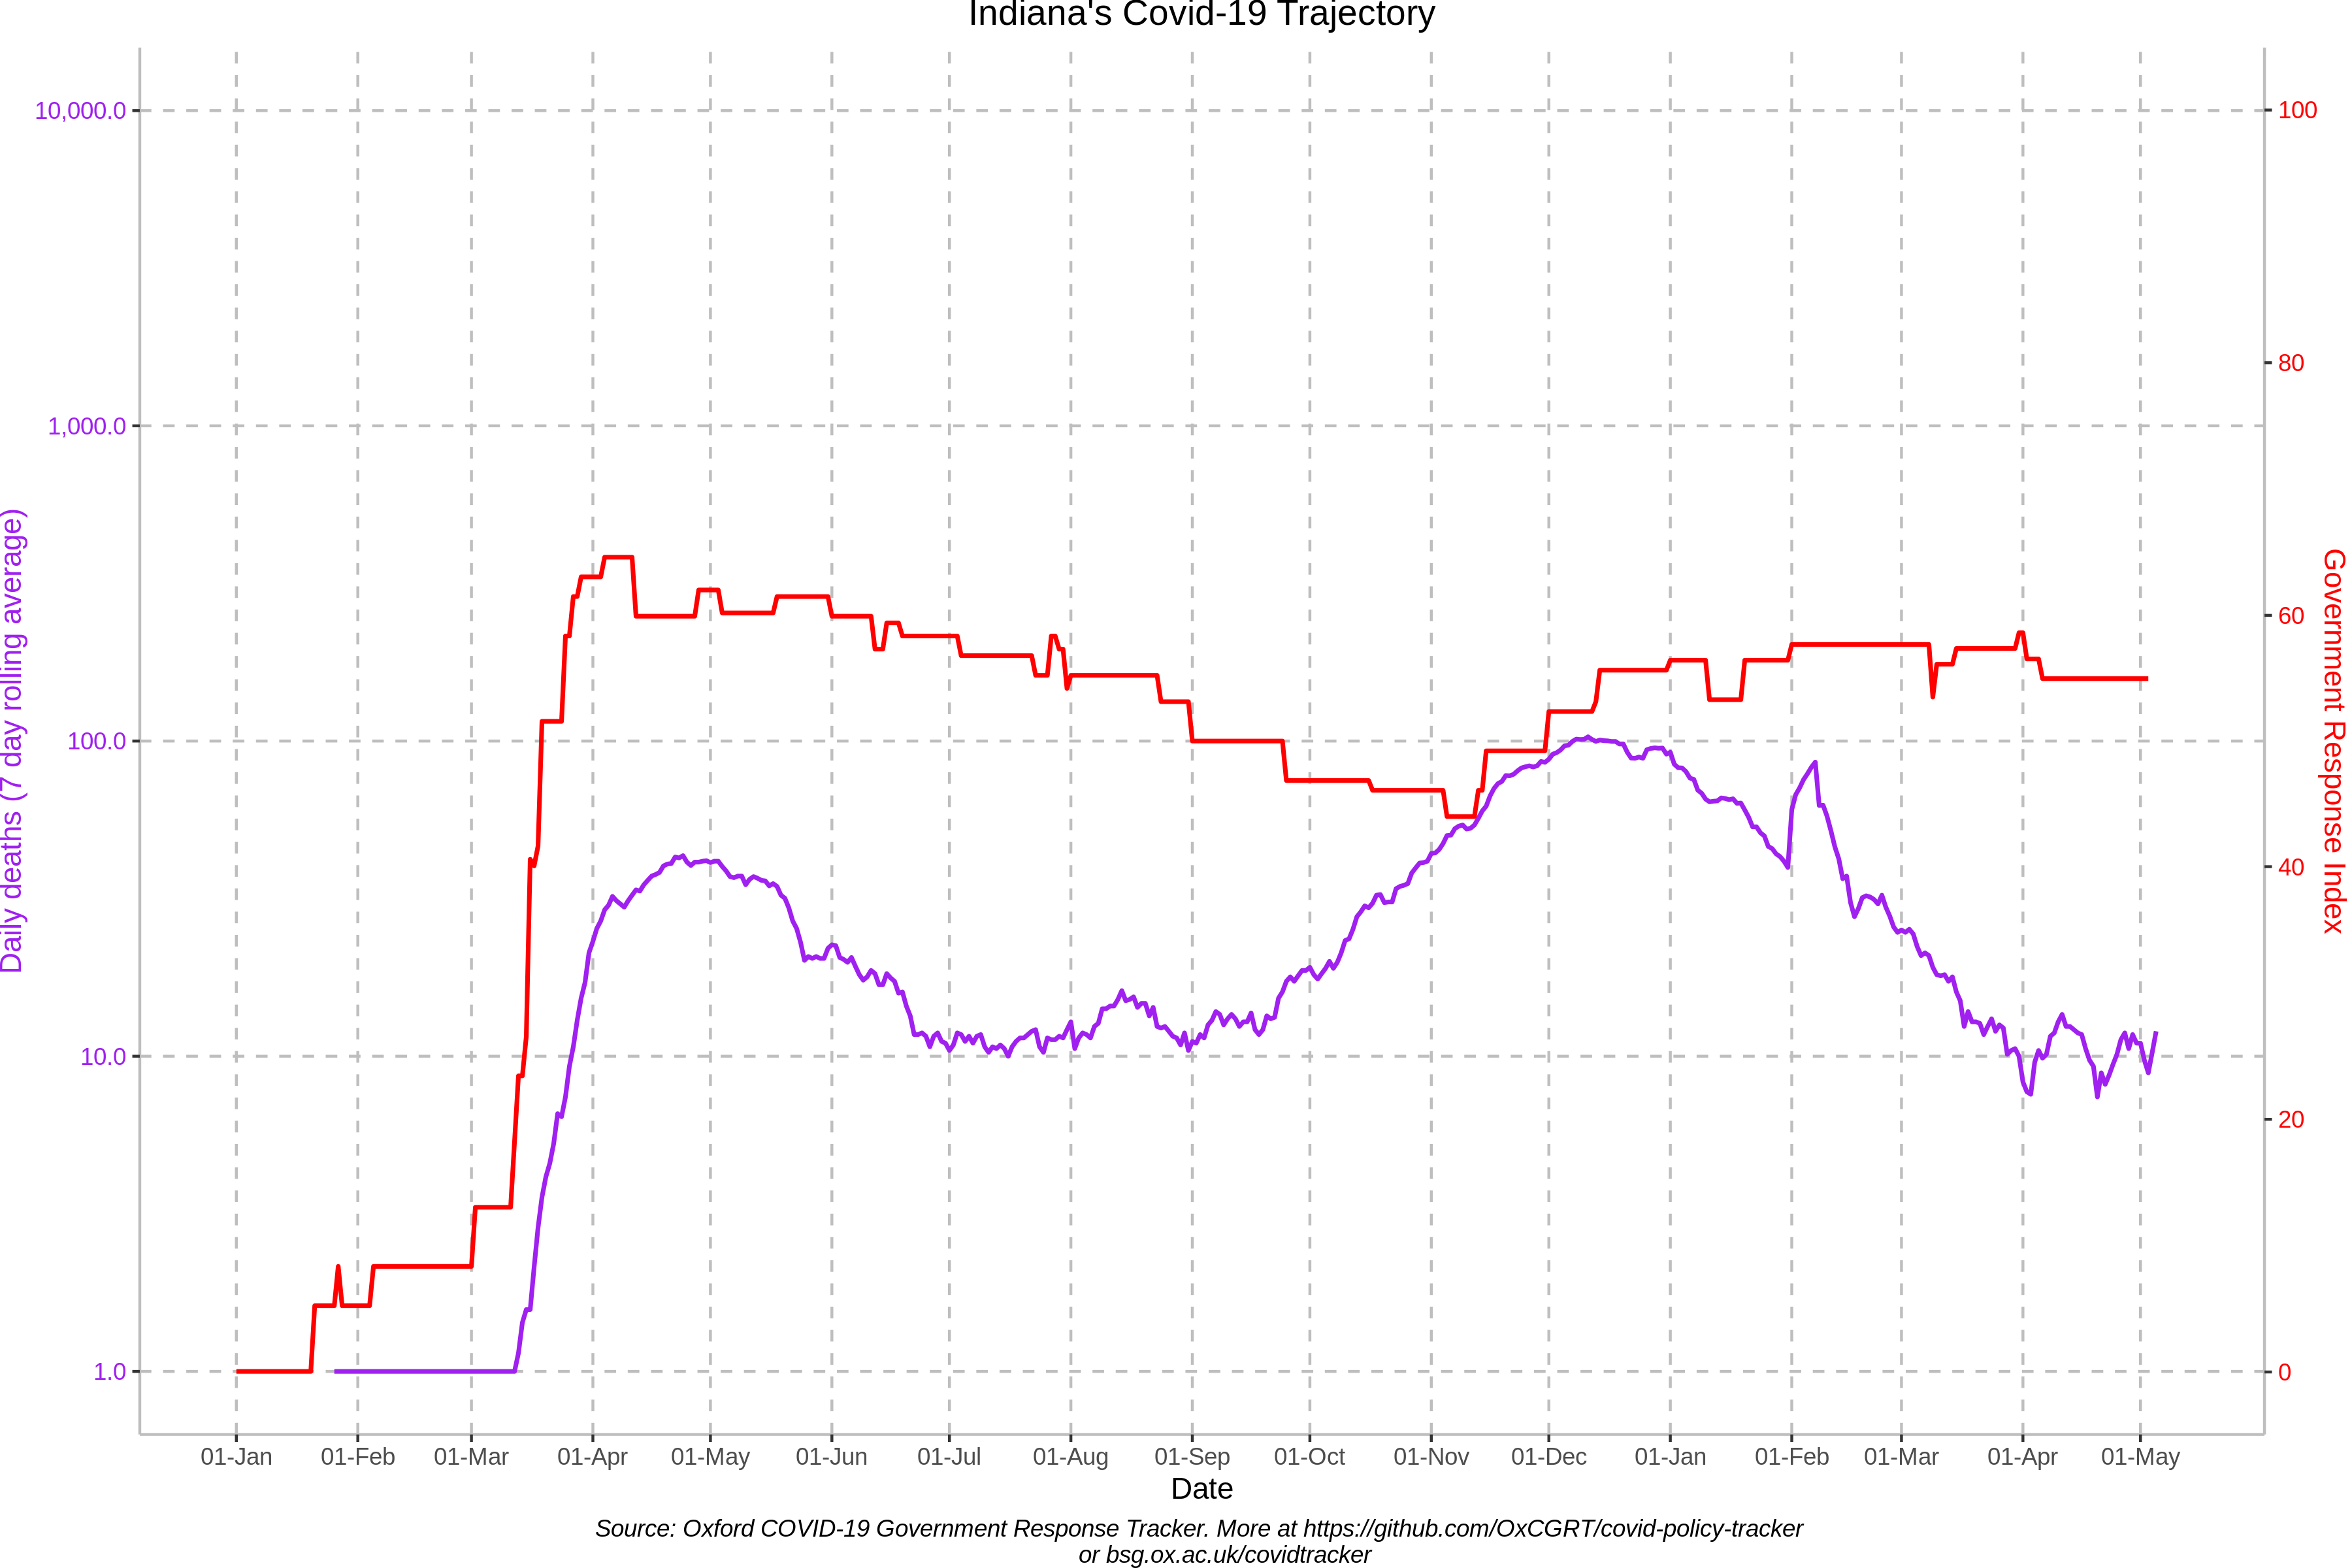 Indiana's Covid-19 Trajectory
10,000.0
1,000.0
100.0
10.0
1.0
Daily deaths (7 day rolling average)
100
80
60
40
20
0
Government Response Index
01-Jan 01-Feb 01-Mar 01-Apr 01-May 01-Jun 01-Jul 01-Aug 01-Sep 01-Oct 01-Nov 01-Dec 01-Jan 01-Feb 01-Mar 01-Apr 01-May
Date
Source: Oxford COVID-19 Government Response Tracker. More at https://github.com/OxCGRT/covid-policy-tracker
or bsg.ox.ac.uk/covidtracker